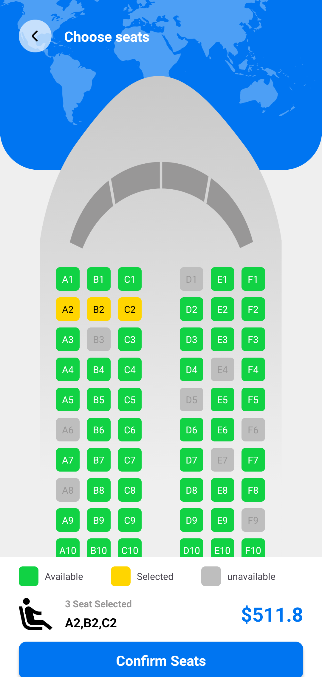 Choose seats
A1 B1 C1 D1 E1 F1
A2 B2 C2 D2 E2 F2
A3 B3 C3 D3 E3 F3
A4 B4 C4 D4 E4 F4
A5 B5 C5 D5 E5 F5
A6 B6 C6 D6 E6 F6
A7 B7 C7 D7 E7 F7
A8 B8 C8 D8 E8 F8
A9 B9 C9 D9 E9 F9
A10 B10 C10 D10 E10 F10
Available Selected unavailable
3 Seat Selected
A2,B2,C2
$511.8
Confirm Seats